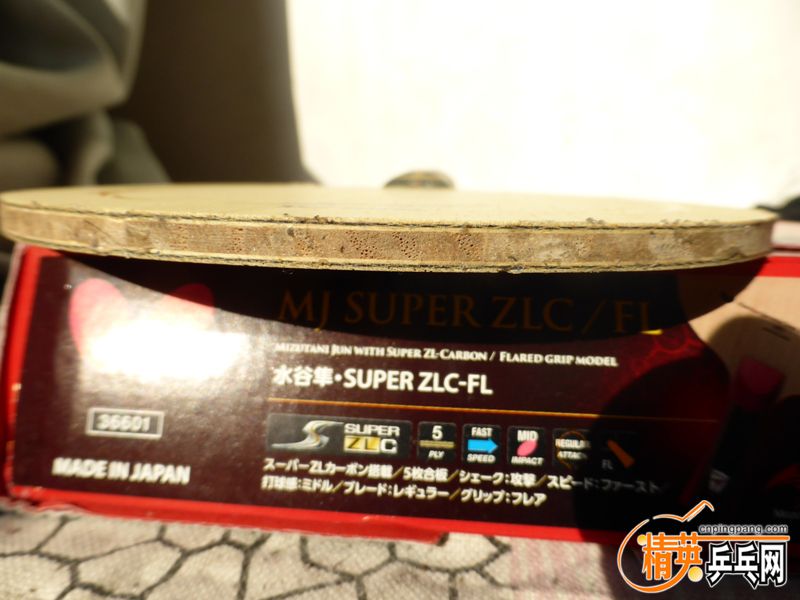 MJ SUPER ZLC / FL
MIZUTANI JUN WITH SUPER ZL-CARBON / FLARED GRIP MODEL
水谷隼・SUPER ZLC-FL
36601
S SUPER ZLC
5 PLY
FAST SPEED
MID IMPACT
REGULAR ATTACK
FL
MADE IN JAPAN
スーパーZLカーボン搭載／5枚合板／シェーク:攻撃／スピード:ファースト／
打球感:ミドル／ブレード:レギュラー／グリップ:フレア
cnpingpang.com
精英乒乓网